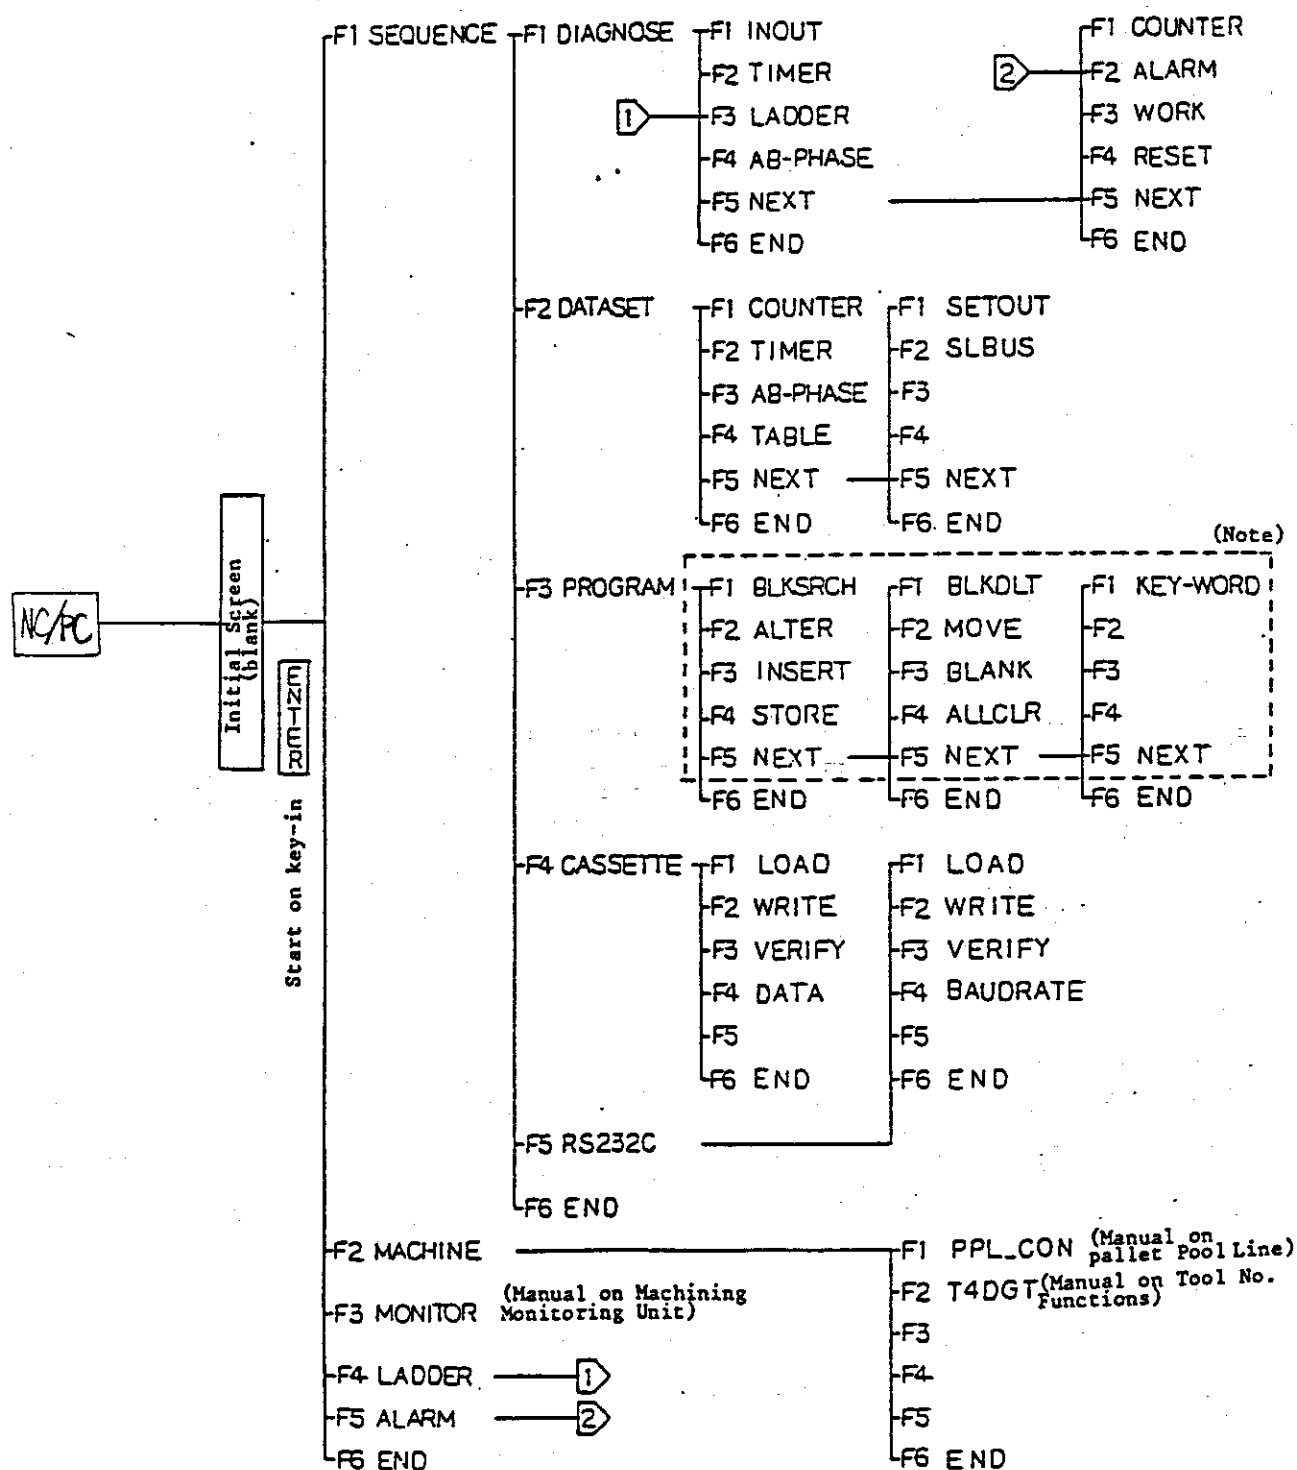 NC/PC
Initial Screen
(blank)
ENTER
Start on key-in
F1 SEQUENCE
F1 DIAGNOSE
F1 INOUT
F2 TIMER
1
F3 LADDER
F4 AB-PHASE
F5 NEXT
F6 END
F1 COUNTER
2
F2 ALARM
F3 WORK
F4 RESET
F5 NEXT
F6 END
F2 DATASET
F1 COUNTER
F2 TIMER
F3 AB-PHASE
F4 TABLE
F5 NEXT
F6 END
F1 SETOUT
F2 SLBUS
F3
F4
F5 NEXT
F6. END
(Note)
F3 PROGRAM
F1 BLKSRCH
F2 ALTER
F3 INSERT
F4 STORE
F5 NEXT
F6 END
F1 BLKDLT
F2 MOVE
F3 BLANK
F4 ALLCLR
F5 NEXT
F6 END
F1 KEY-WORD
F2
F3
F4
F5 NEXT
F6 END
F4 CASSETTE
F1 LOAD
F2 WRITE
F3 VERIFY
F4 DATA
F5
F6 END
F1 LOAD
F2 WRITE
F3 VERIFY
F4 BAUDRATE
F5
F6 END
F5 RS232C
F6 END
F2 MACHINE
F1 PPL_CON (Manual on
pallet Pool Line)
F2 T4DGT (Manual on Tool No.
Functions)
F3
F4
F5
F6 END
F3 MONITOR (Manual on Machining
Monitoring Unit)
F4 LADDER 1
F5 ALARM 2
F6 END